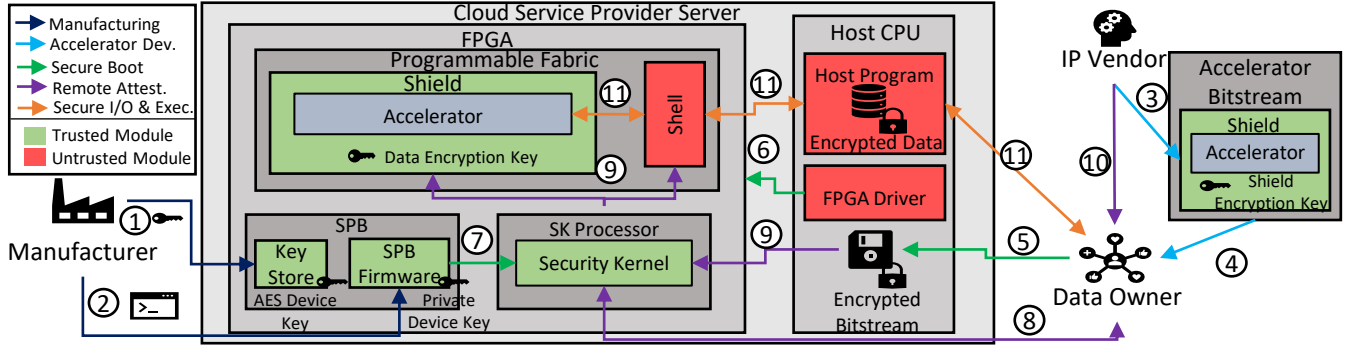 Manufacturing
Accelerator Dev.
Secure Boot
Remote Attest.
Secure I/O & Exec.
Trusted Module
Untrusted Module
Cloud Service Provider Server
FPGA
Programmable Fabric
Shield
Accelerator
11
Data Encryption Key
9
Shell
11
6
Host CPU
Host Program
Encrypted Data
FPGA Driver
Encrypted
Bitstream
1
Manufacturer
2
>_
SPB
Key
Store
SPB
Firmware
AES Device
Key
Private
Device Key
7
SK Processor
Security Kernel
9
5
8
IP Vendor
3
10
11
Accelerator
Bitstream
Shield
Accelerator
Shield
Encryption Key
4
Data Owner